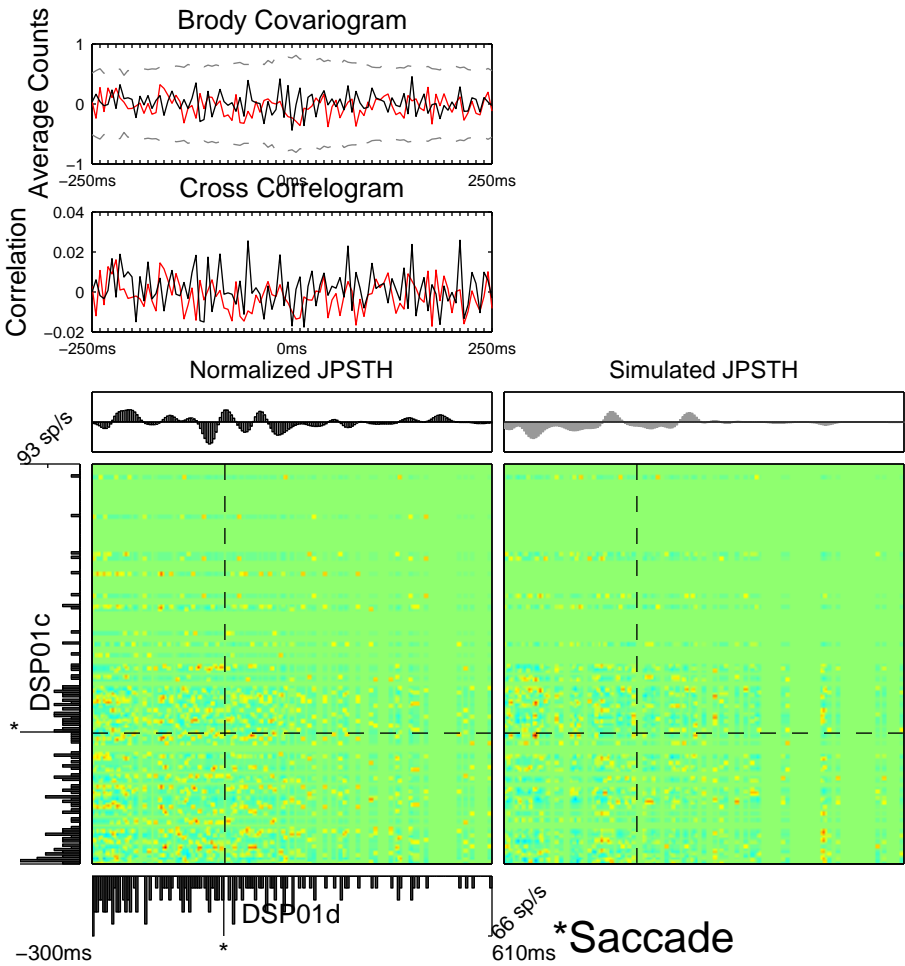 Brody Covariogram
Average Counts
1
0
−1
−250ms
0ms
250ms
Cross Correlogram
Correlation
0.04
0.02
0
−0.02
−250ms
0ms
250ms
Normalized JPSTH
Simulated JPSTH
93 sp/s
DSP01c
*
DSP01d
*
66 sp/s
−300ms
610ms
*Saccade